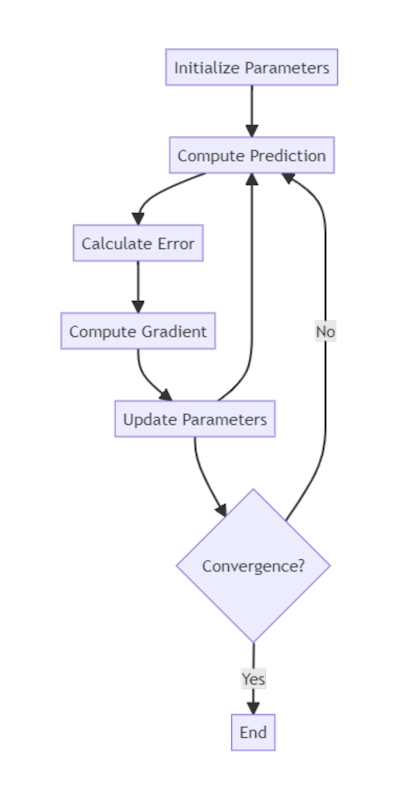 Initialize Parameters
Compute Prediction
Calculate Error
Compute Gradient
No
Update Parameters
Convergence?
Yes
End